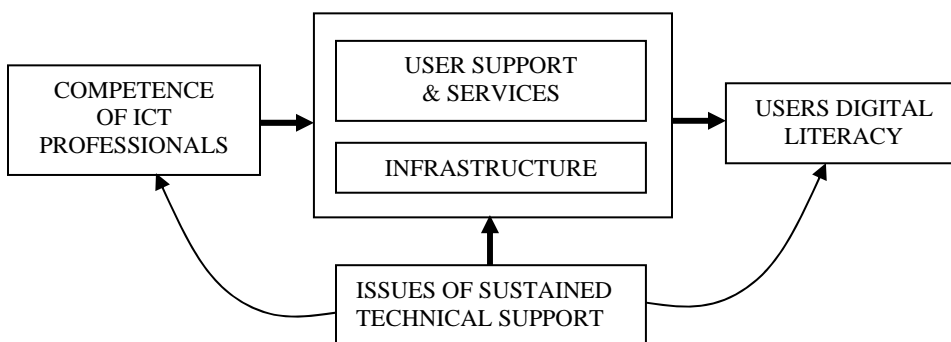 COMPETENCE
OF ICT
PROFESSIONALS
USER SUPPORT
& SERVICES
INFRASTRUCTURE
USERS DIGITAL
LITERACY
ISSUES OF SUSTAINED
TECHNICAL SUPPORT